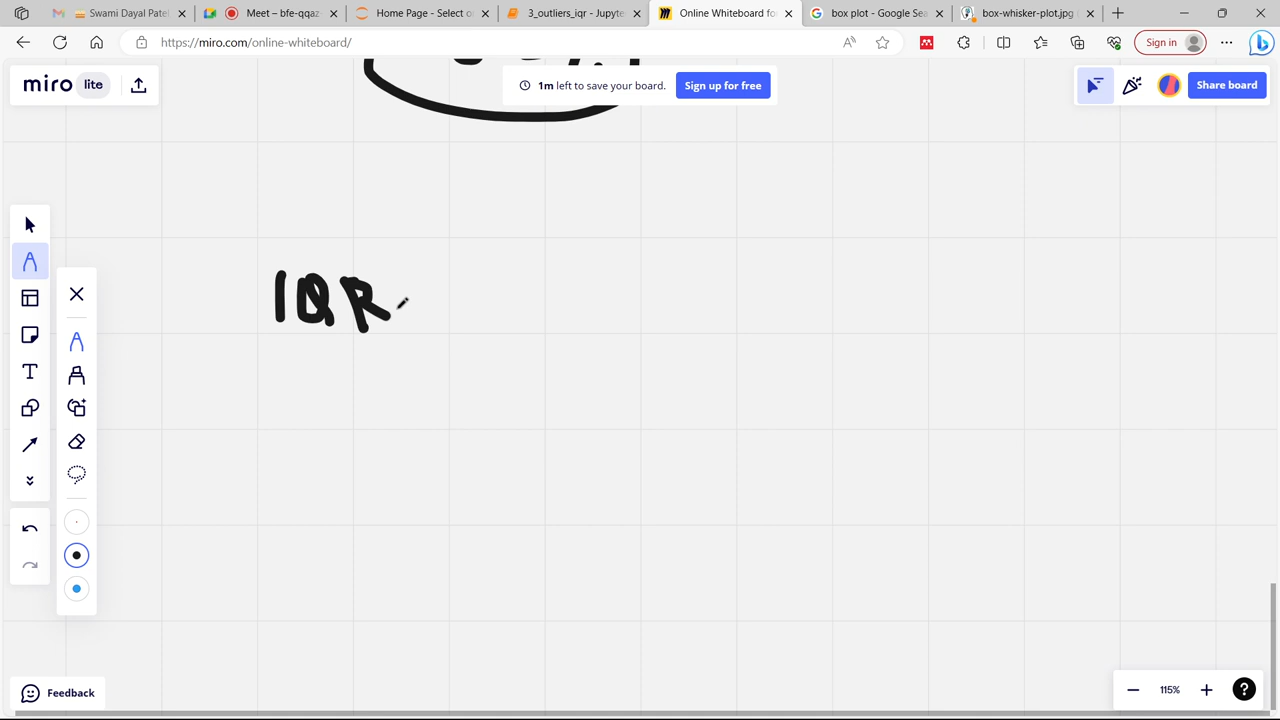 Swami Dayal Patel
Meet – bfe-qqaz
Home Page - Select o
3_outliers_iqr - Jupyte
Online Whiteboard fo
box plot - Google Sea
box-whisker-plot.jpg (
https://miro.com/online-whiteboard/
Sign in
miro lite
1m left to save your board.
Sign up for free
Share board
IQR
Feedback
115%